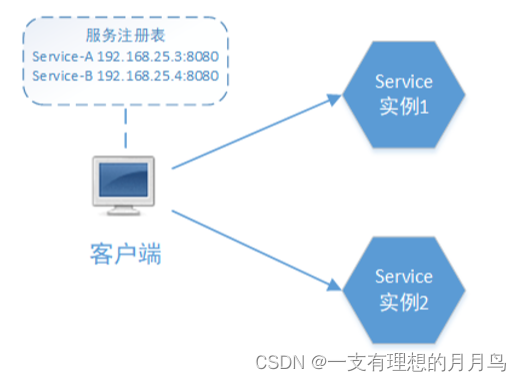 服务注册表
Service-A 192.168.25.3:8080
Service-B 192.168.25.4:8080
Service
实例1
客户端
Service
实例2
CSDN @一支有理想的月月鸟